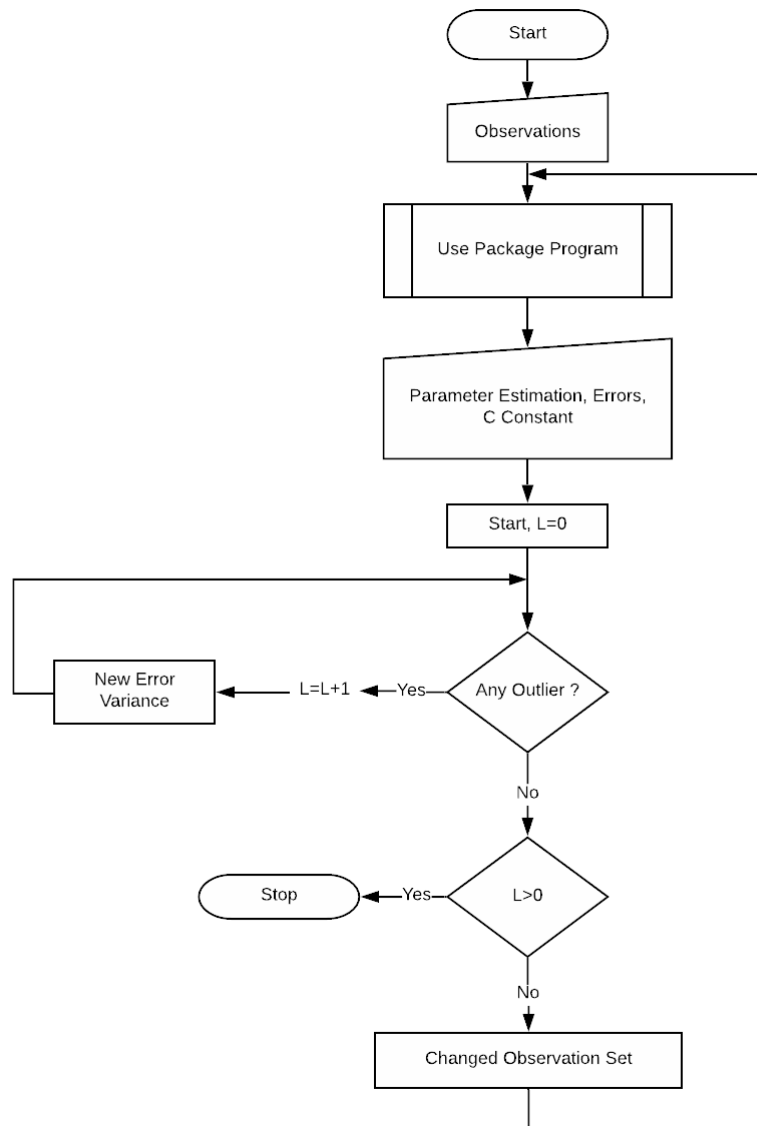 Start
Observations
Use Package Program
Parameter Estimation, Errors,
C Constant
Start, L=0
Any Outlier ?
Yes
L=L+1
New Error
Variance
No
L>0
Yes
Stop
No
Changed Observation Set